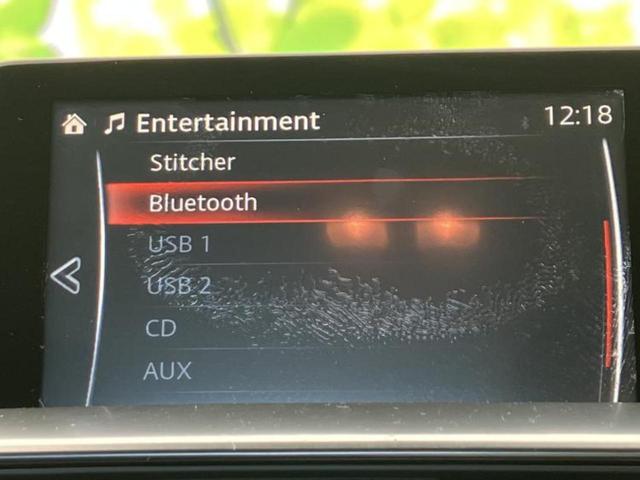 Entertainment 12:18
Stitcher
Bluetooth
USB 1
USB 2
CD
AUX